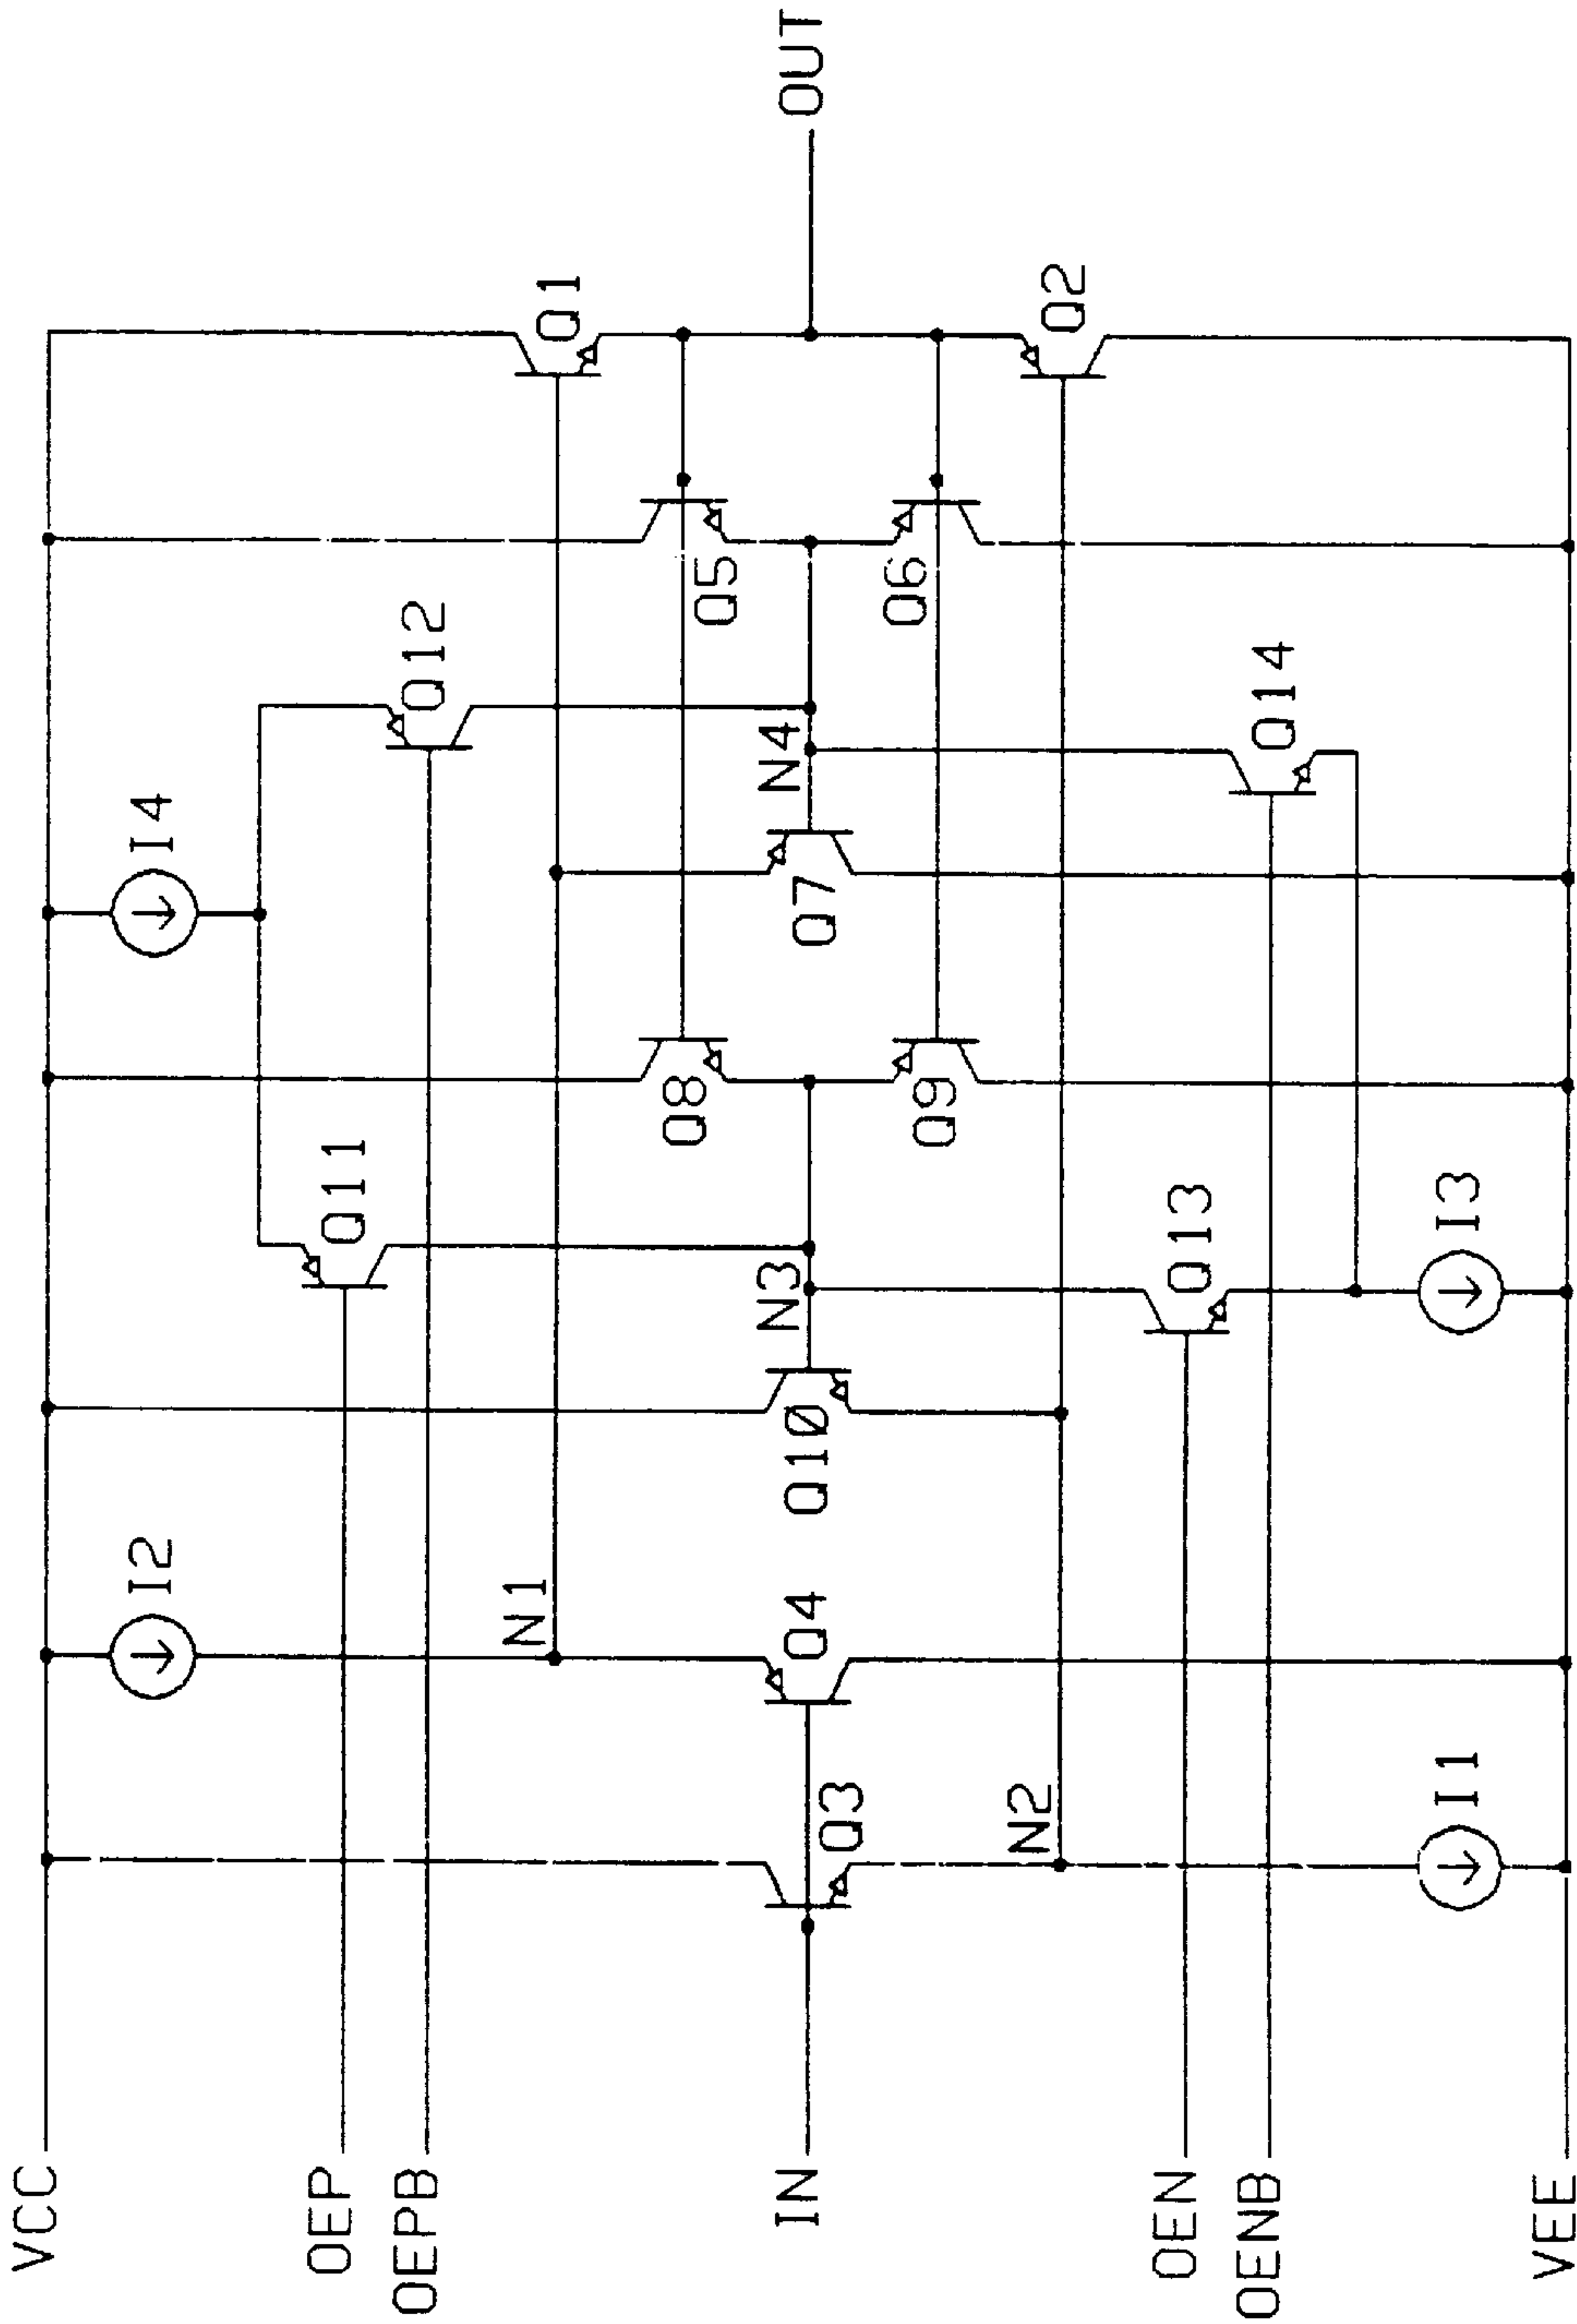 VCC
OEP
OEPB
IN
OEN
OENB
VEE
I2
I4
Q11
Q12
N1
Q1
Q8
Q5
Q3
Q4
Q10
N3
Q7
N4
OUT
Q9
Q6
N2
Q2
Q13
Q14
I1
I3